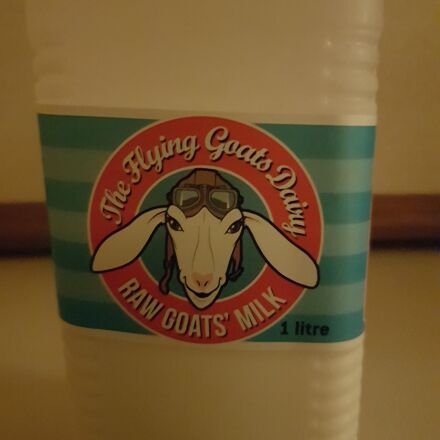 The Flying Goats Dairy
RAW GOATS' MILK
1 litre